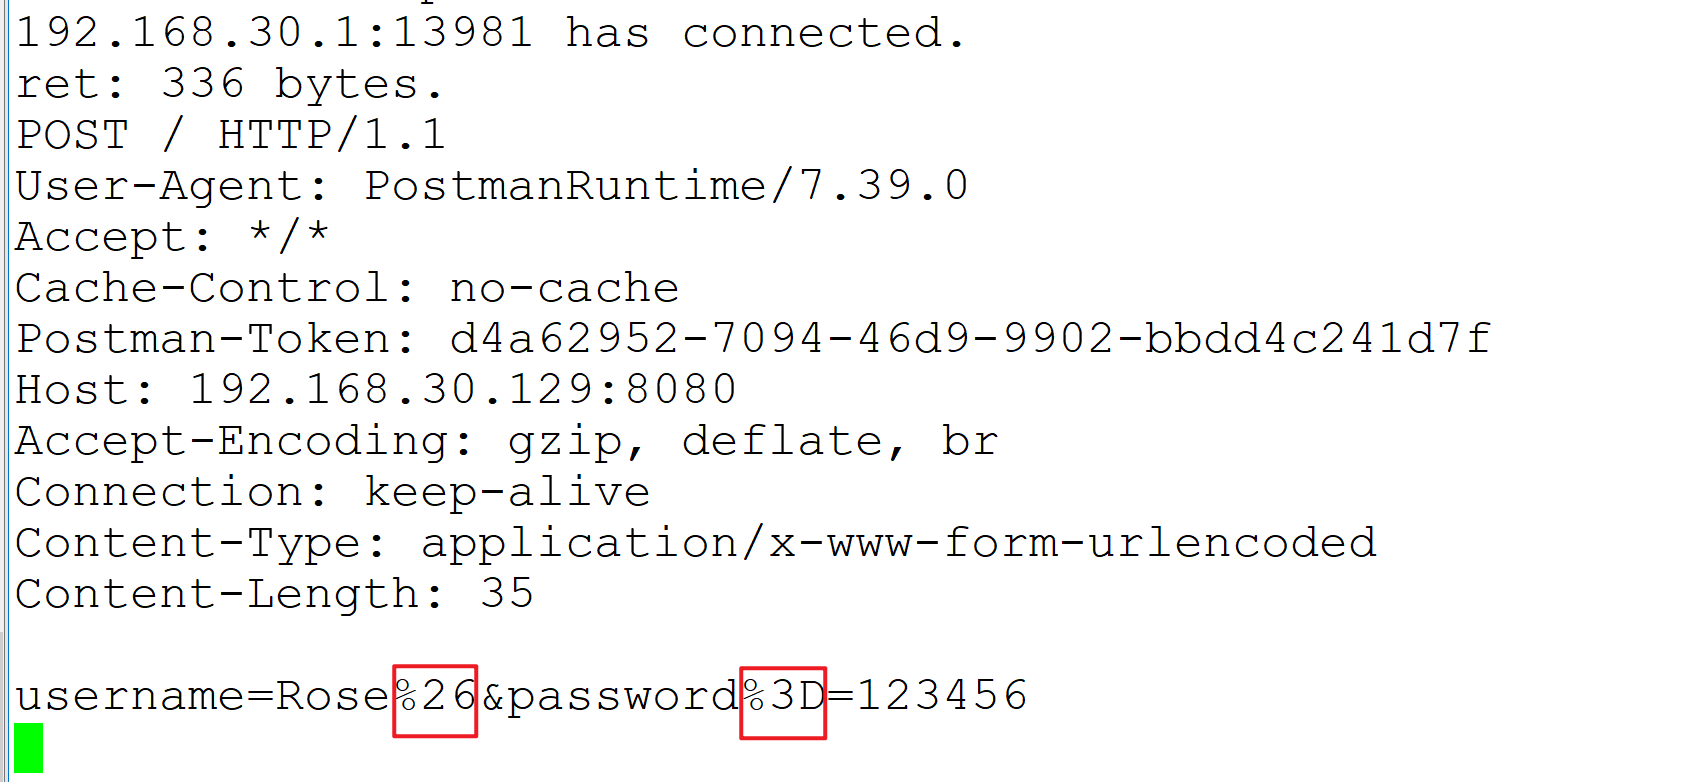 192.168.30.1:13981 has connected.
ret: 336 bytes.
POST / HTTP/1.1
User-Agent: PostmanRuntime/7.39.0
Accept: */*
Cache-Control: no-cache
Postman-Token: d4a62952-7094-46d9-9902-bbdd4c241d7f
Host: 192.168.30.129:8080
Accept-Encoding: gzip, deflate, br
Connection: keep-alive
Content-Type: application/x-www-form-urlencoded
Content-Length: 35
username=Rose%26&password%3D=123456